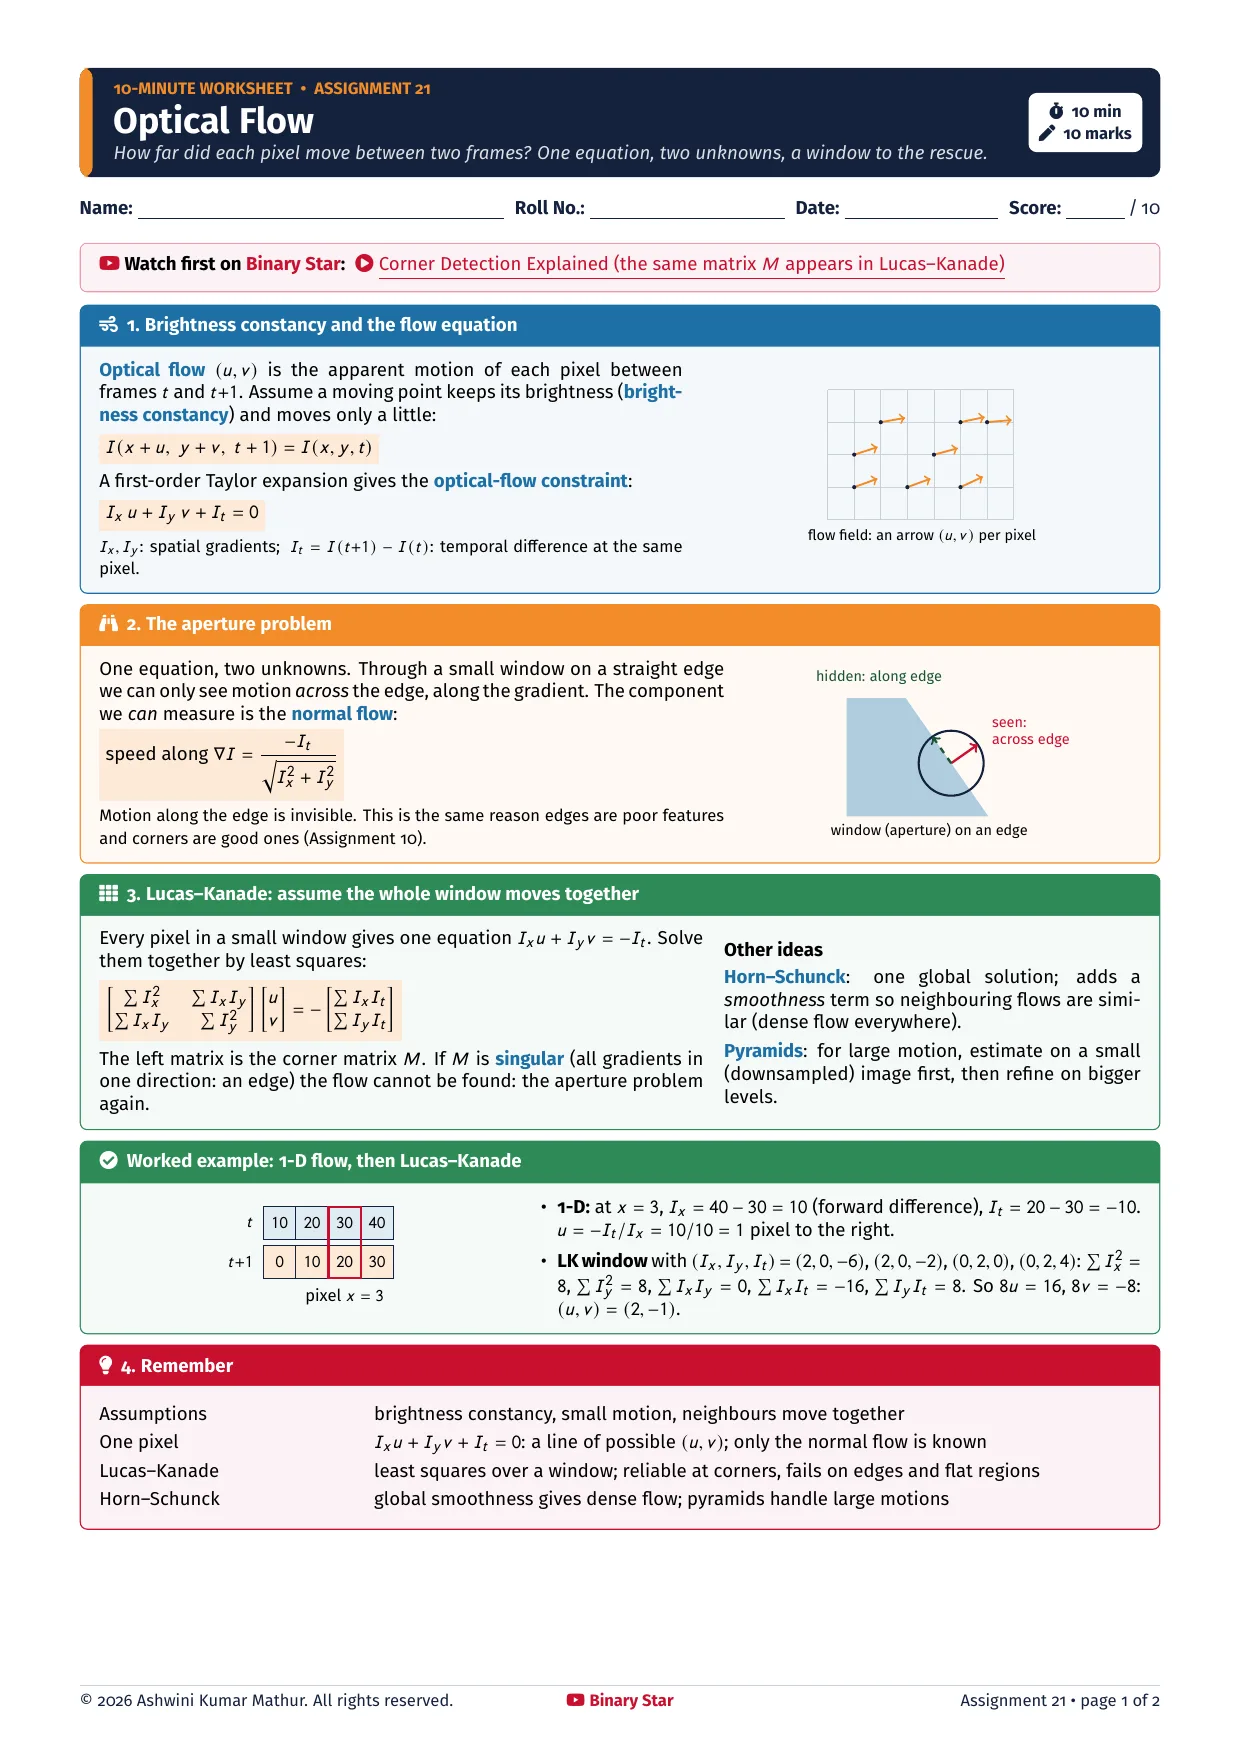 10-MINUTE WORKSHEET • ASSIGNMENT 21
Optical Flow
How far did each pixel move between two frames? One equation, two unknowns, a window to the rescue.
10 min
10 marks
Name: Roll No.: Date: Score: / 10
Watch first on Binary Star: Corner Detection Explained (the same matrix M appears in Lucas–Kanade)
1. Brightness constancy and the flow equation
Optical flow (u, v) is the apparent motion of each pixel between
frames t and t+1. Assume a moving point keeps its brightness (bright-
ness constancy) and moves only a little:
I(x + u, y + v, t + 1) = I(x, y, t)
A first-order Taylor expansion gives the optical-flow constraint:
I_x u + I_y v + I_t = 0
I_x, I_y: spatial gradients; I_t = I(t+1) − I(t): temporal difference at the same
pixel.
flow field: an arrow (u, v) per pixel
2. The aperture problem
One equation, two unknowns. Through a small window on a straight edge
we can only see motion across the edge, along the gradient. The component
we can measure is the normal flow:
speed along ∇I = −I_t / √(I_x² + I_y²)
Motion along the edge is invisible. This is the same reason edges are poor features
and corners are good ones (Assignment 10).
hidden: along edge
seen:
across edge
window (aperture) on an edge
3. Lucas–Kanade: assume the whole window moves together
Every pixel in a small window gives one equation I_x u + I_y v = −I_t. Solve
them together by least squares:
[∑ I_x² ∑ I_x I_y] [u] = − [∑ I_x I_t]
[∑ I_x I_y ∑ I_y²] [v] [∑ I_y I_t]
The left matrix is the corner matrix M. If M is singular (all gradients in
one direction: an edge) the flow cannot be found: the aperture problem
again.
Other ideas
Horn–Schunck: one global solution; adds a
smoothness term so neighbouring flows are simi-
lar (dense flow everywhere).
Pyramids: for large motion, estimate on a small
(downsampled) image first, then refine on bigger
levels.
Worked example: 1-D flow, then Lucas–Kanade
t 10 20 30 40
t+1 0 10 20 30
pixel x = 3
• 1-D: at x = 3, I_x = 40 − 30 = 10 (forward difference), I_t = 20 − 30 = −10.
u = −I_t/I_x = 10/10 = 1 pixel to the right.
• LK window with (I_x, I_y, I_t) = (2, 0, −6), (2, 0, −2), (0, 2, 0), (0, 2, 4): ∑ I_x² =
8, ∑ I_y² = 8, ∑ I_x I_y = 0, ∑ I_x I_t = −16, ∑ I_y I_t = 8. So 8u = 16, 8v = −8:
(u, v) = (2, −1).
4. Remember
Assumptions brightness constancy, small motion, neighbours move together
One pixel I_x u + I_y v + I_t = 0: a line of possible (u, v); only the normal flow is known
Lucas–Kanade least squares over a window; reliable at corners, fails on edges and flat regions
Horn–Schunck global smoothness gives dense flow; pyramids handle large motions
© 2026 Ashwini Kumar Mathur. All rights reserved. Binary Star Assignment 21 • page 1 of 2